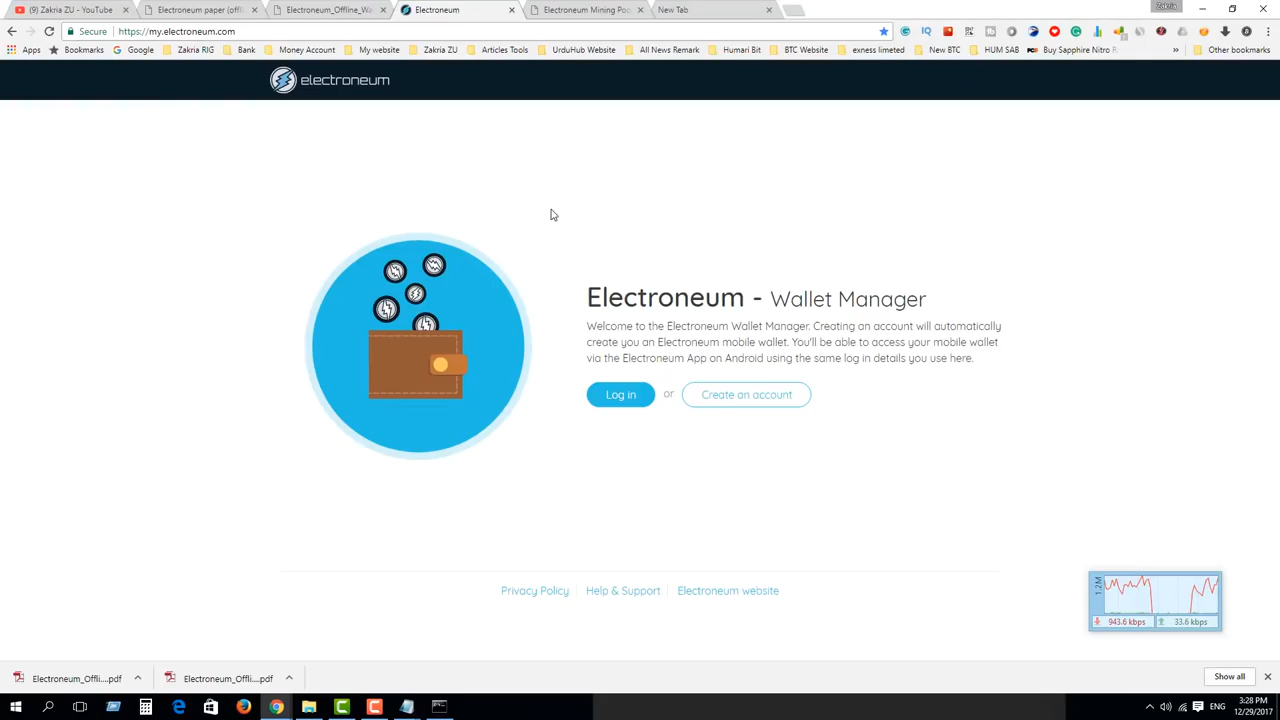 (9) Zakria ZU - YouTube
Electroneum paper (offl
Electroneum_Offline_Wa
Electroneum
Electroneum Mining Poo
New Tab
Zakria
Secure
https://my.electroneum.com
Apps
Bookmarks
Google
Zakria RIG
Bank
Money Account
My website
Zakria ZU
Articles Tools
UrduHub Website
All News Remark
Humari Bit
BTC Website
exness limeted
New BTC
HUM SAB
Buy Sapphire Nitro R
»
Other bookmarks
electroneum
Electroneum - Wallet Manager
Welcome to the Electroneum Wallet Manager. Creating an account will automatically
create you an Electroneum mobile wallet. You'll be able to access your mobile wallet
via the Electroneum App on Android using the same log in details you use here.
Log in or Create an account
Privacy Policy
Help & Support
Electroneum website
1.2M
943.6 kbps
33.6 kbps
Electroneum_Offli....pdf
Electroneum_Offli....pdf
Show all
ENG
3:28 PM
12/29/2017